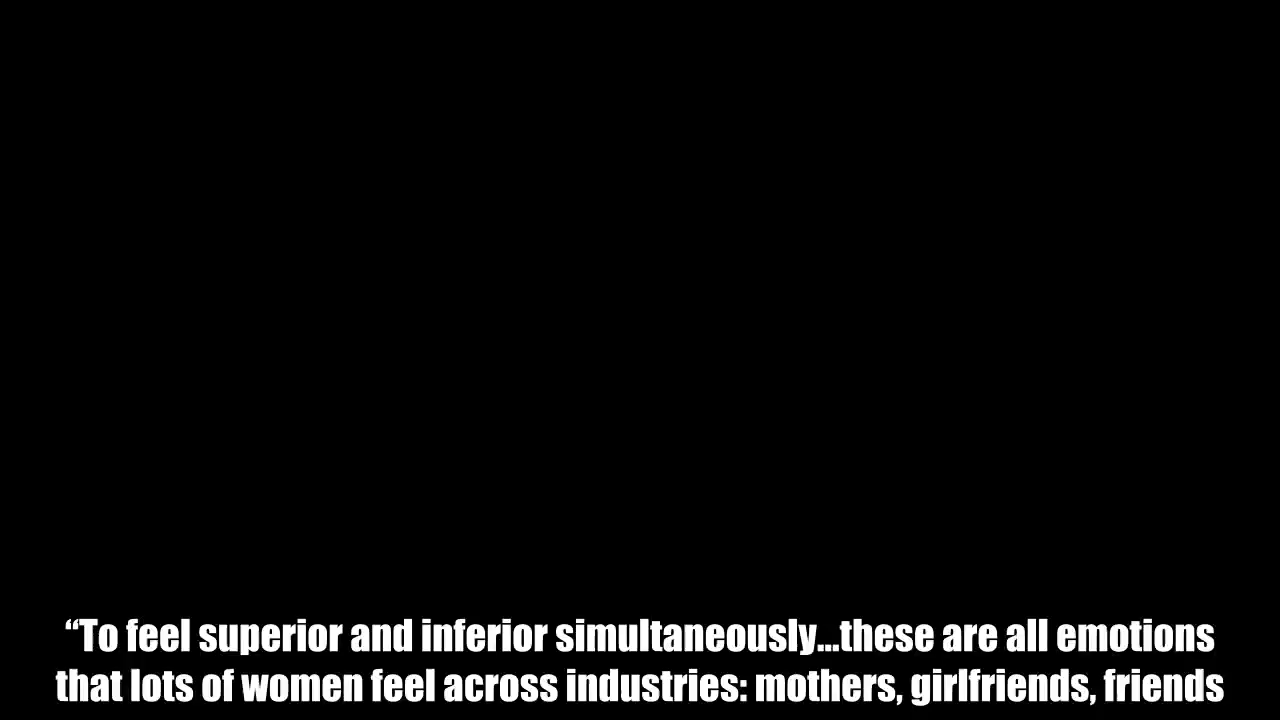 “To feel superior and inferior simultaneously...these are all emotions
that lots of women feel across industries: mothers, girlfriends, friends